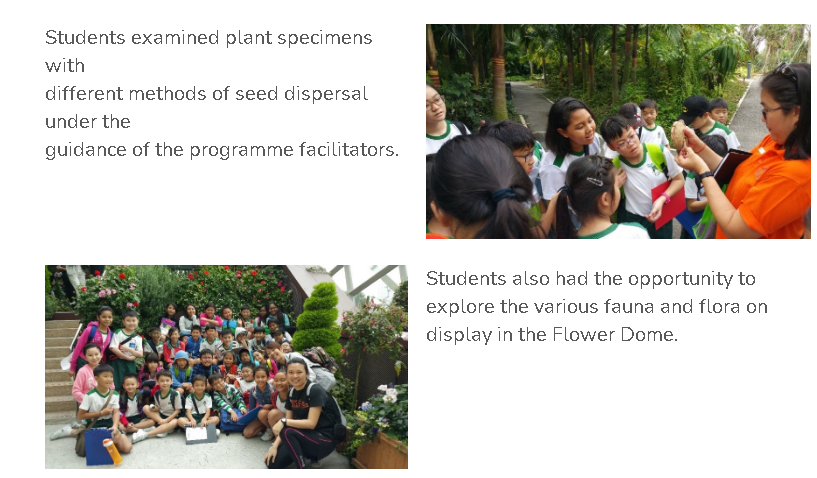 Students examined plant specimens
with
different methods of seed dispersal
under the
guidance of the programme facilitators.
Students also had the opportunity to
explore the various fauna and flora on
display in the Flower Dome.